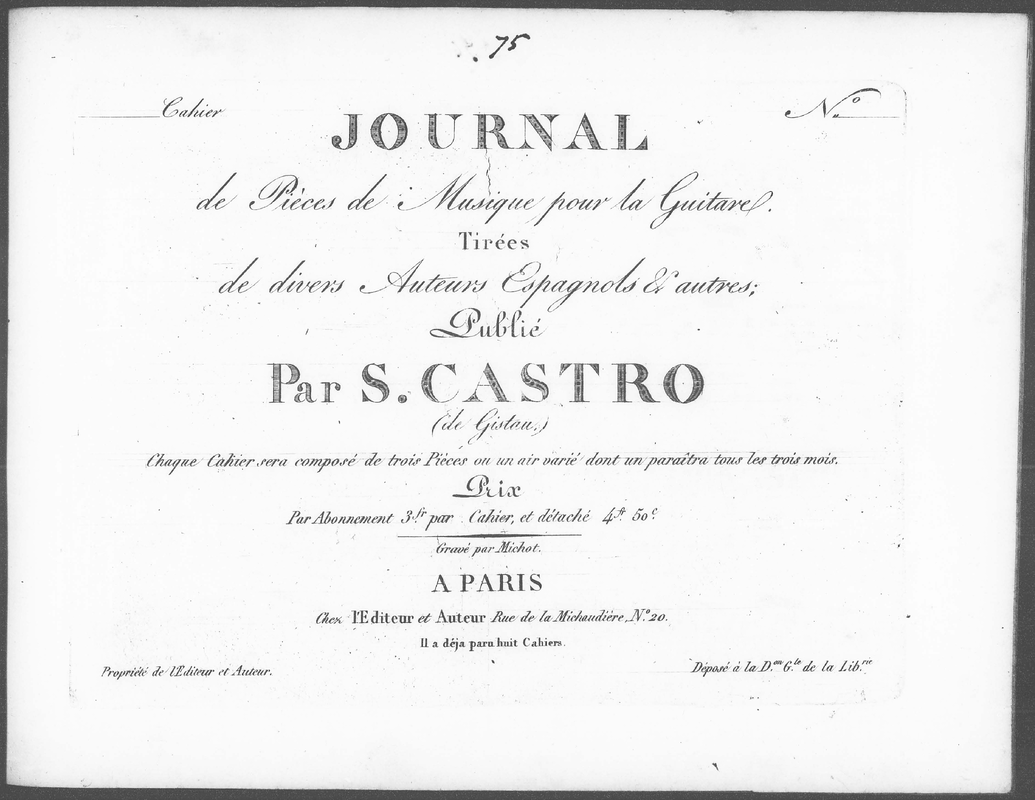 75
Cahier
N.º
JOURNAL
de Pièces de Musique pour la Guitare.
Tirées
de divers Auteurs Espagnols & autres;
Publié
Par S. CASTRO
(de Gistau.)
Chaque Cahier sera composé de trois Pièces ou un air varié dont un paraîtra tous les trois mois.
Prix
Par Abonnement 3.fr par Cahier, et détaché 4ft 50c.
Gravé par Michot.
A PARIS
Chez l'Editeur et Auteur Rue de la Michaudière, N.º 20.
Il a déja paru huit Cahiers.
Propriété de l'Editeur et Auteur.
Déposé à la D.on G.le de la Lib.rie